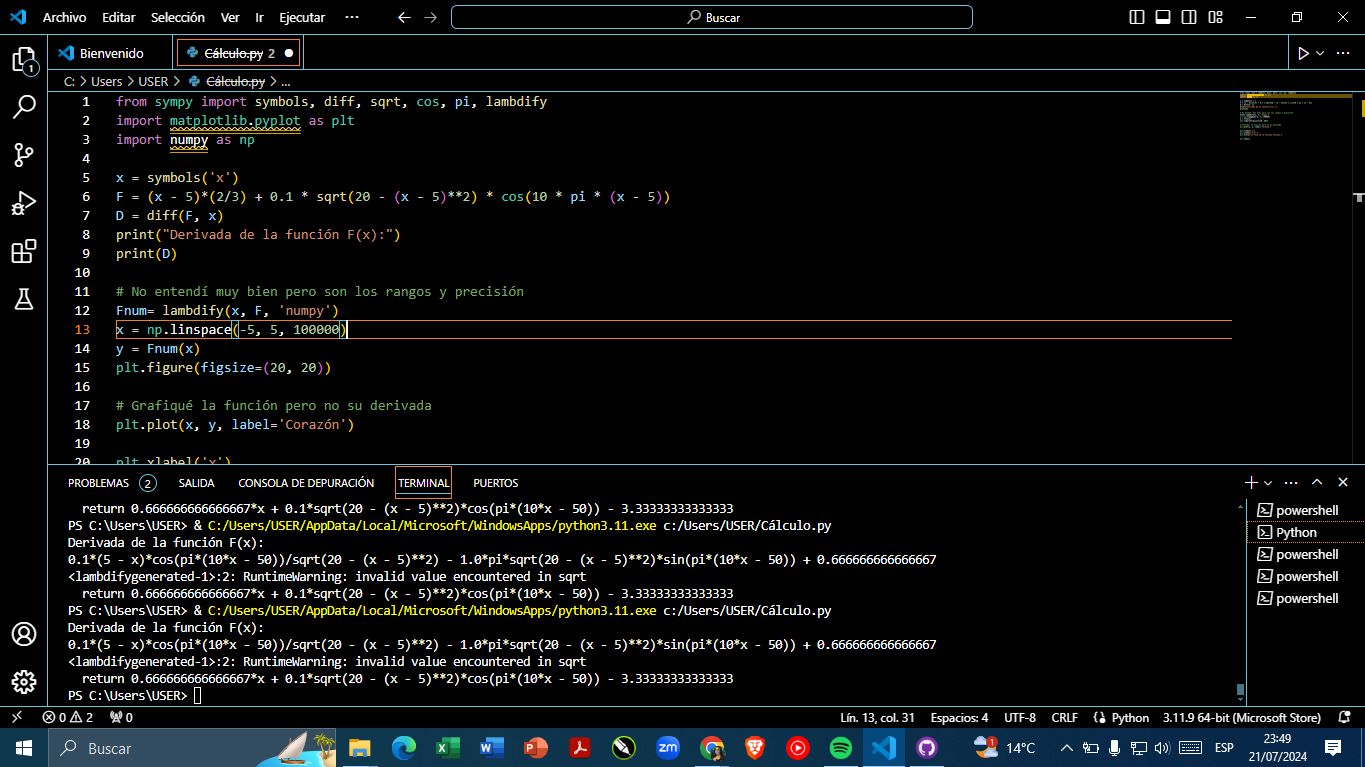 Archivo Editar Selección Ver Ir Ejecutar ··· Buscar
Bienvenido Cálculo.py 2
C: > Users > USER > Cálculo.py > ...
1 from sympy import symbols, diff, sqrt, cos, pi, lambdify
2 import matplotlib.pyplot as plt
3 import numpy as np
4
5 x = symbols('x')
6 F = (x - 5)*(2/3) + 0.1 * sqrt(20 - (x - 5)**2) * cos(10 * pi * (x - 5))
7 D = diff(F, x)
8 print("Derivada de la función F(x):")
9 print(D)
10
11 # No entendí muy bien pero son los rangos y precisión
12 Fnum= lambdify(x, F, 'numpy')
13 x = np.linspace(-5, 5, 100000)
14 y = Fnum(x)
15 plt.figure(figsize=(20, 20))
16
17 # Grafiqué la función pero no su derivada
18 plt.plot(x, y, label='Corazón')
19
20 plt.xlabel('x')
PROBLEMAS 2 SALIDA CONSOLA DE DEPURACIÓN TERMINAL PUERTOS
return 0.666666666666667*x + 0.1*sqrt(20 - (x - 5)**2)*cos(pi*(10*x - 50)) - 3.33333333333333
PS C:\Users\USER> & C:/Users/USER/AppData/Local/Microsoft/WindowsApps/python3.11.exe c:/Users/USER/Cálculo.py
Derivada de la función F(x):
0.1*(5 - x)*cos(pi*(10*x - 50))/sqrt(20 - (x - 5)**2) - 1.0*pi*sqrt(20 - (x - 5)**2)*sin(pi*(10*x - 50)) + 0.666666666666667
<lambdifygenerated-1>:2: RuntimeWarning: invalid value encountered in sqrt
return 0.666666666666667*x + 0.1*sqrt(20 - (x - 5)**2)*cos(pi*(10*x - 50)) - 3.33333333333333
PS C:\Users\USER> & C:/Users/USER/AppData/Local/Microsoft/WindowsApps/python3.11.exe c:/Users/USER/Cálculo.py
Derivada de la función F(x):
0.1*(5 - x)*cos(pi*(10*x - 50))/sqrt(20 - (x - 5)**2) - 1.0*pi*sqrt(20 - (x - 5)**2)*sin(pi*(10*x - 50)) + 0.666666666666667
<lambdifygenerated-1>:2: RuntimeWarning: invalid value encountered in sqrt
return 0.666666666666667*x + 0.1*sqrt(20 - (x - 5)**2)*cos(pi*(10*x - 50)) - 3.33333333333333
PS C:\Users\USER>
powershell
Python
powershell
powershell
powershell
0 2 0 Lín. 13, col. 31 Espacios: 4 UTF-8 CRLF Python 3.11.9 64-bit (Microsoft Store)
Buscar 14°C ESP 23:49
21/07/2024